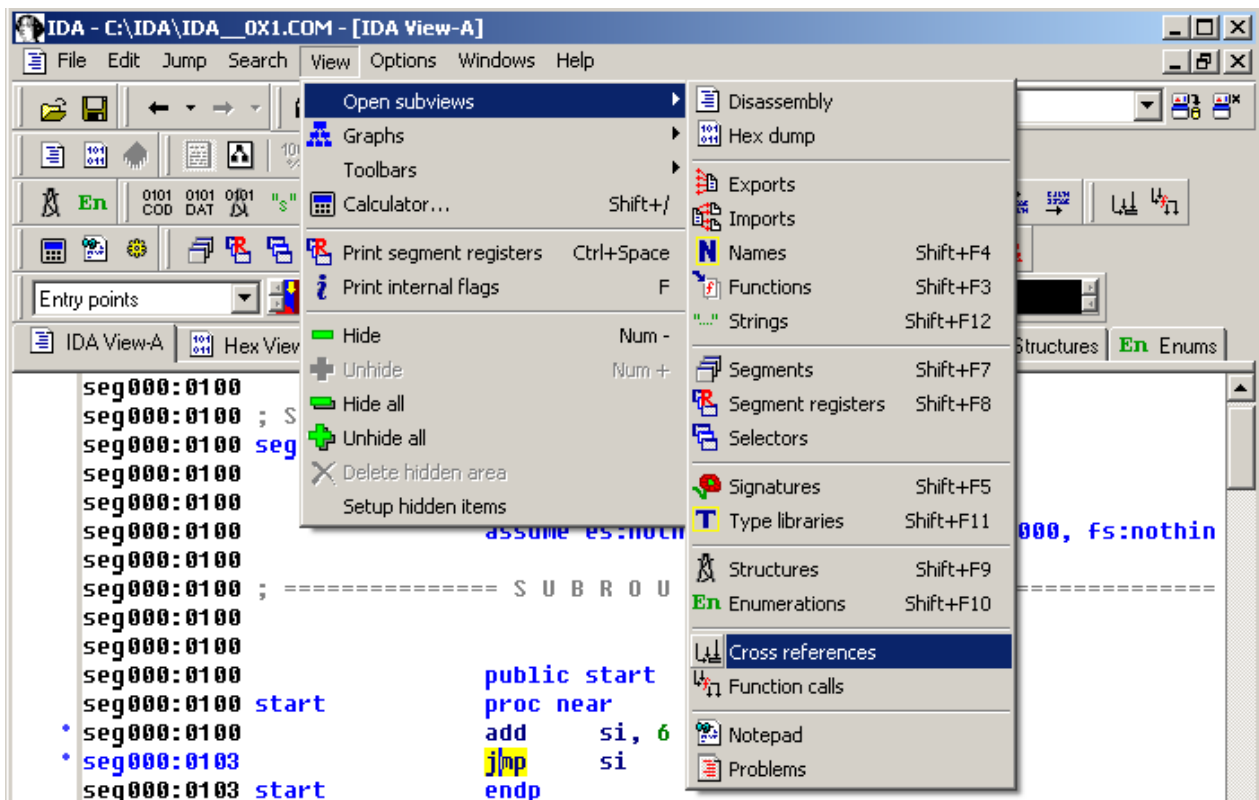 IDA - C:\IDA\IDA__0X1.COM - [IDA View-A]
File Edit Jump Search View Options Windows Help
Open subviews
Graphs
Toolbars
Calculator... Shift+/
Print segment registers Ctrl+Space
Print internal flags F
Hide Num -
Unhide Num +
Hide all
Unhide all
Delete hidden area
Setup hidden items
Disassembly
Hex dump
Exports
Imports
Names Shift+F4
Functions Shift+F3
Strings Shift+F12
Segments Shift+F7
Segment registers Shift+F8
Selectors
Signatures Shift+F5
Type libraries Shift+F11
Structures Shift+F9
Enumerations Shift+F10
Cross references
Function calls
Notepad
Problems
En
0101 COD 0101 DAT "s"
Entry points
IDA View-A Hex View Structures En Enums
seg000:0100
seg000:0100 ; S
seg000:0100 seg
seg000:0100
seg000:0100
seg000:0100 assume es:noth 000, fs:nothin
seg000:0100
seg000:0100 ; =============== S U B R O U ===============
seg000:0100
seg000:0100
seg000:0100 public start
seg000:0100 start proc near
seg000:0100 add si, 6
seg000:0103 jmp si
seg000:0103 start endp